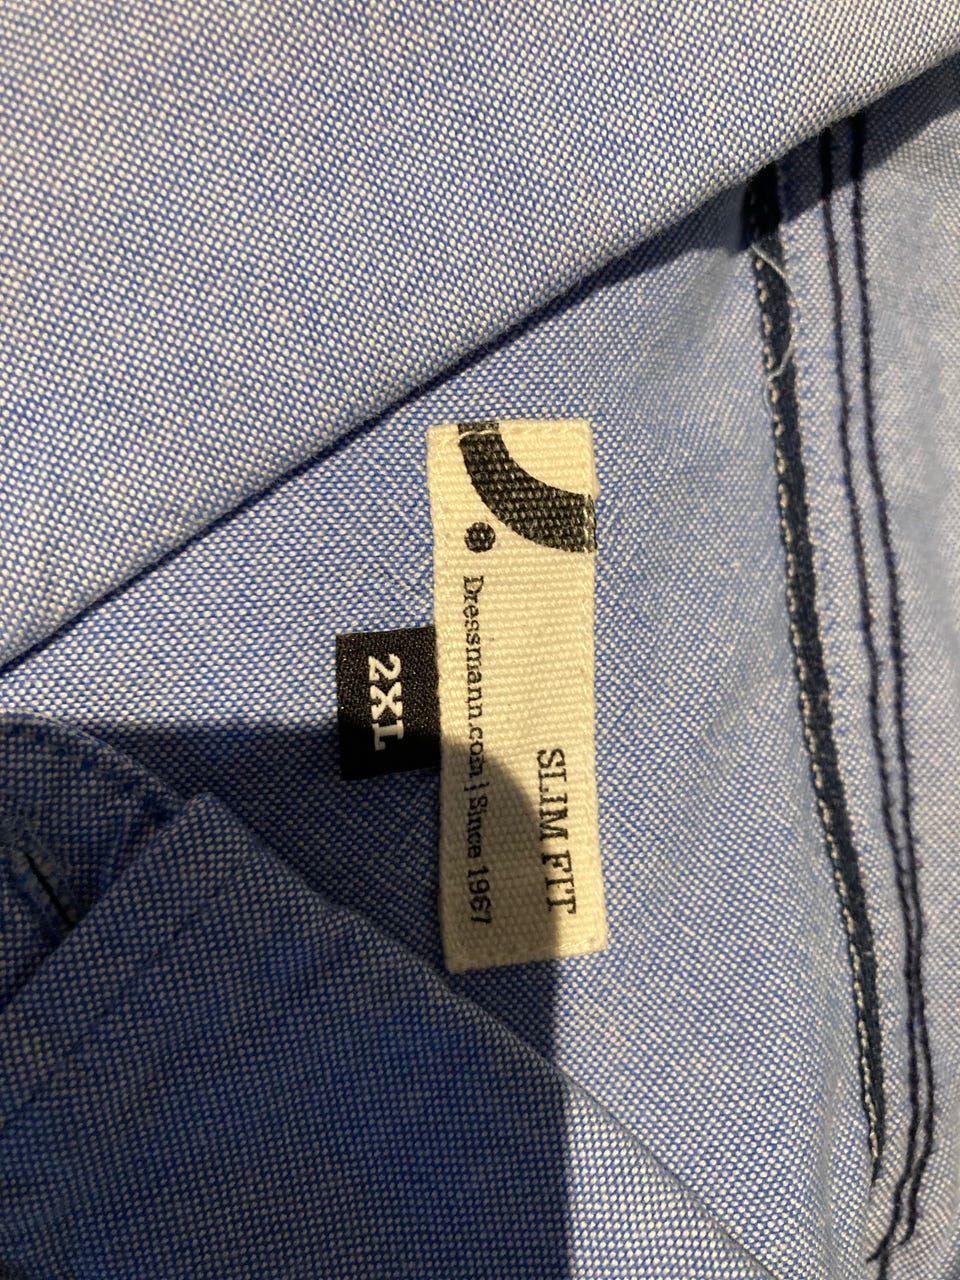 SLIM FIT
Dressmann.com | Since 1967
2XL